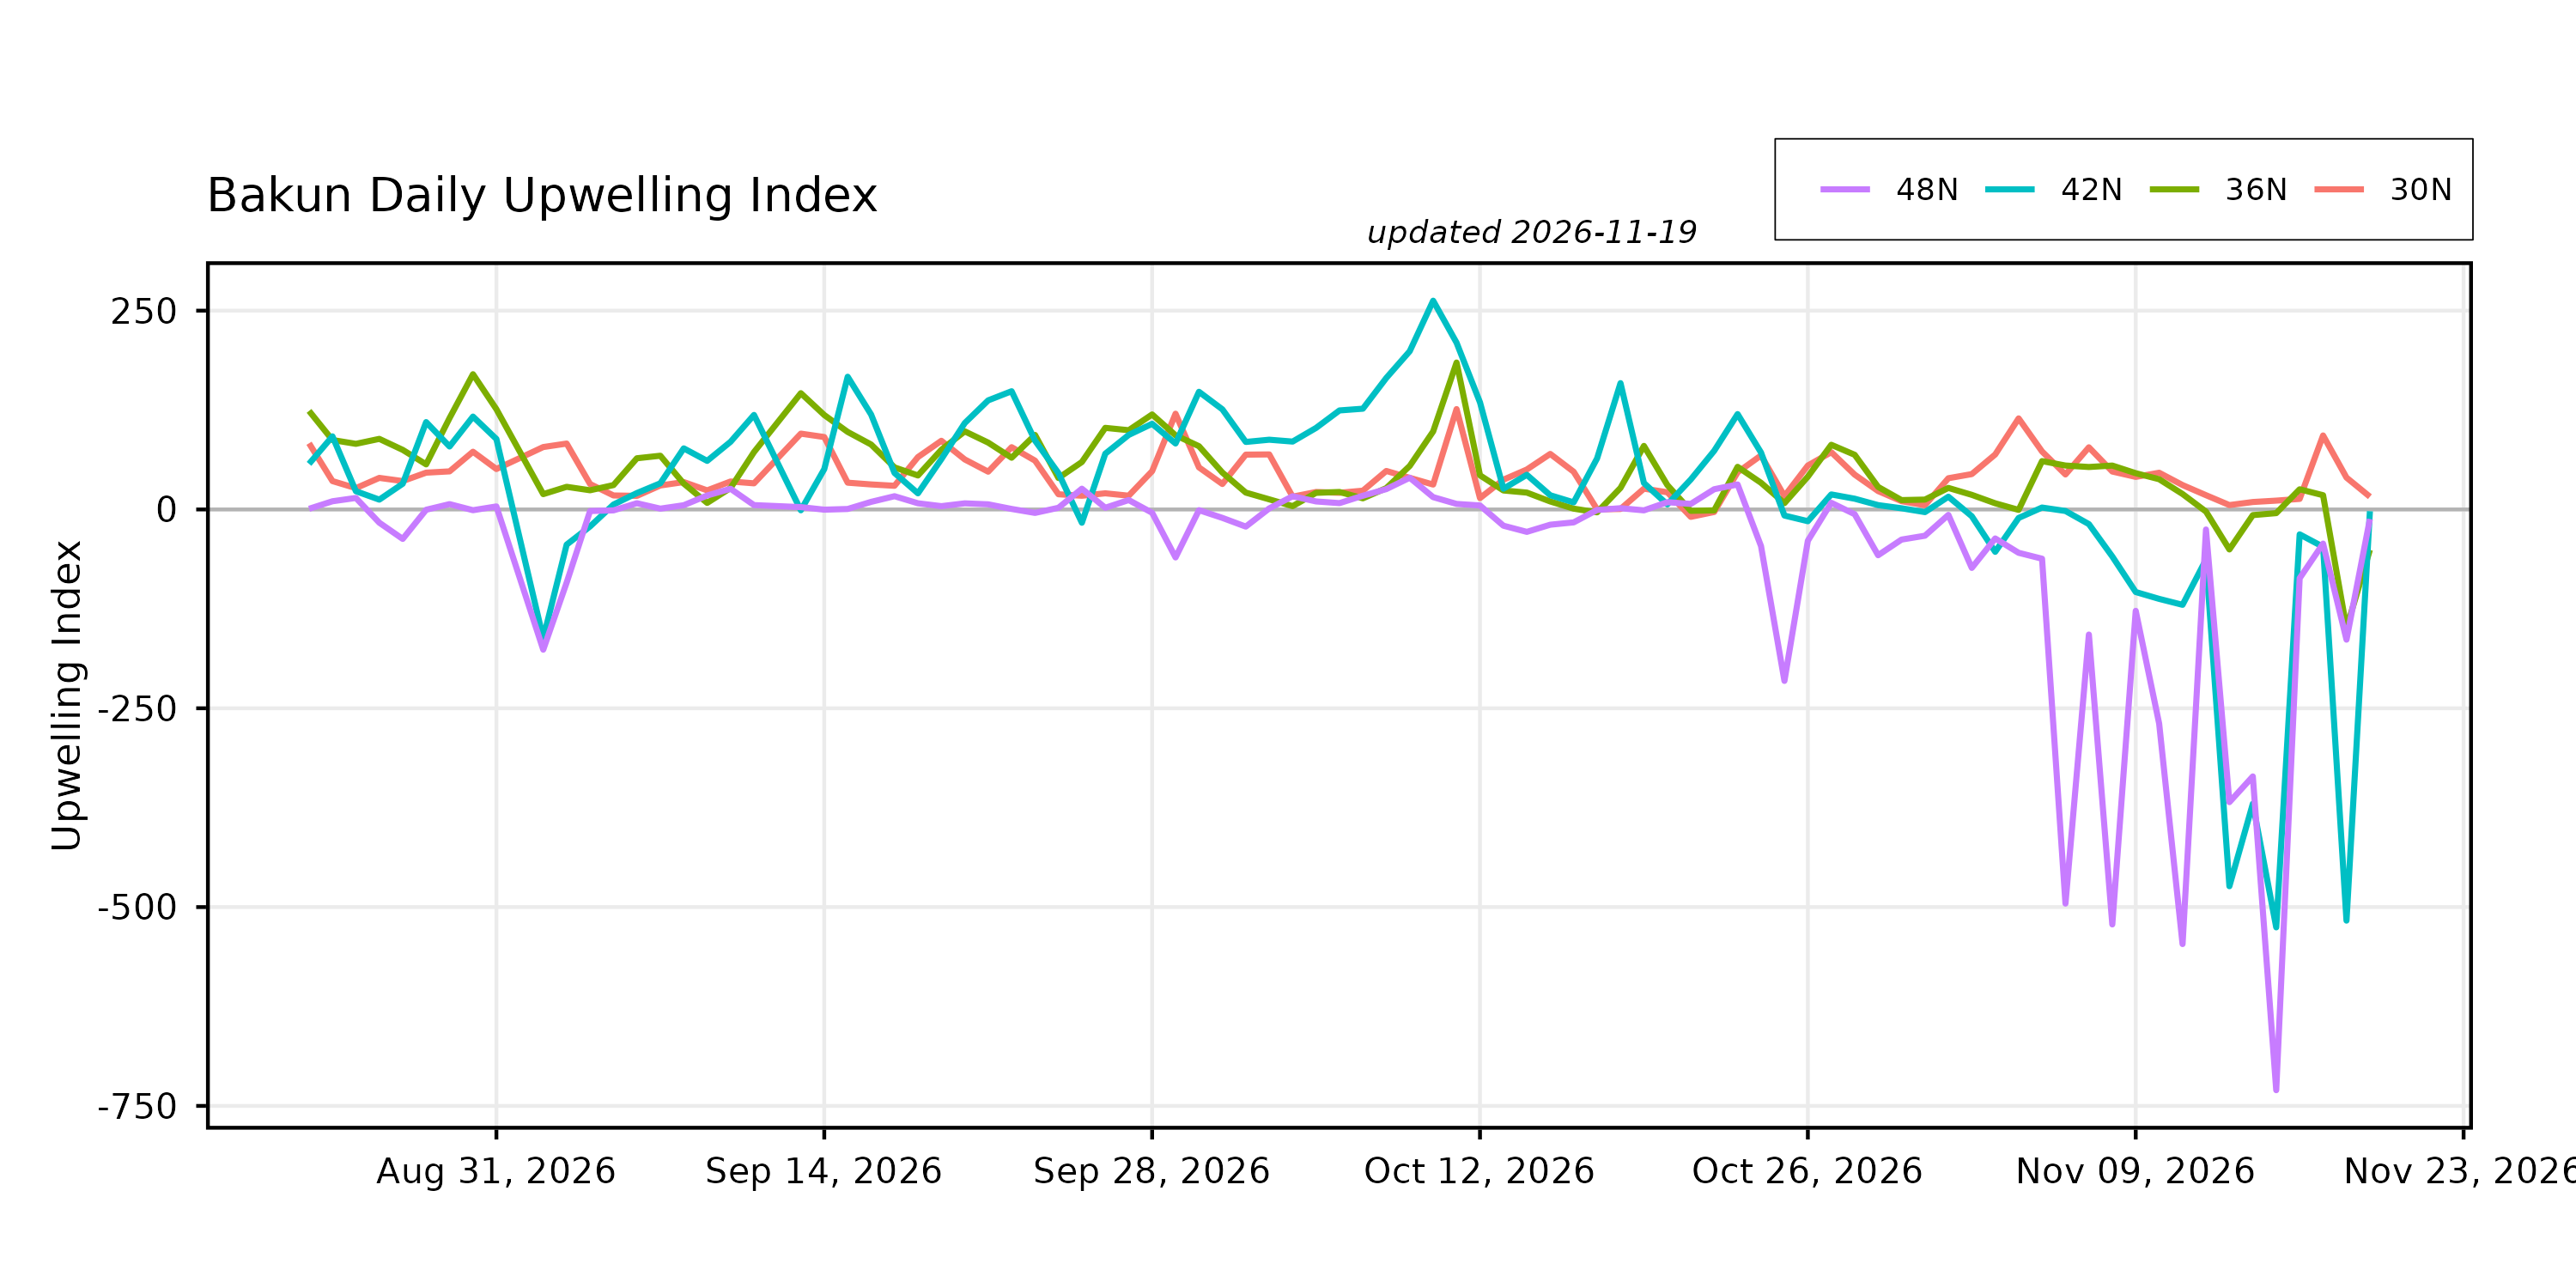 Bakun Daily Upwelling Index
updated 2026-11-19
48N 42N 36N 30N
Upwelling Index
250
0
-250
-500
-750
Aug 31, 2026 Sep 14, 2026 Sep 28, 2026 Oct 12, 2026 Oct 26, 2026 Nov 09, 2026 Nov 23, 2026